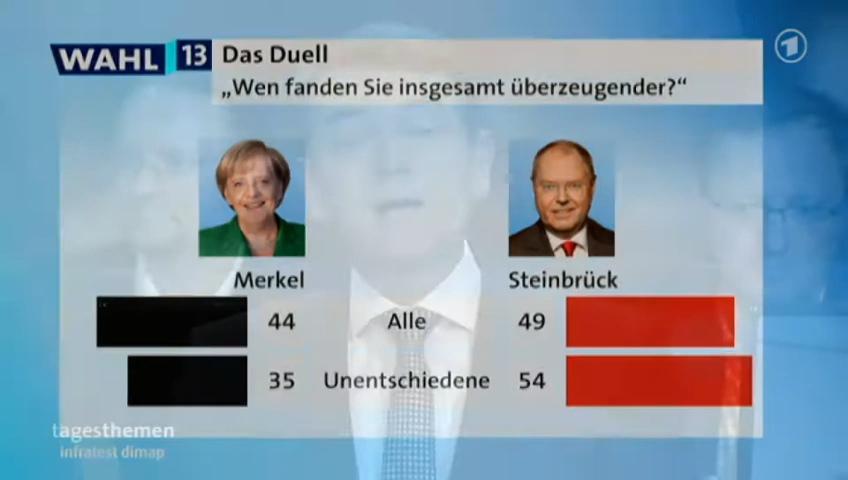 WAHL 13
Das Duell
„Wen fanden Sie insgesamt überzeugender?“
1
Merkel
Steinbrück
44 Alle 49
35 Unentschiedene 54
tagesthemen
infratest dimap